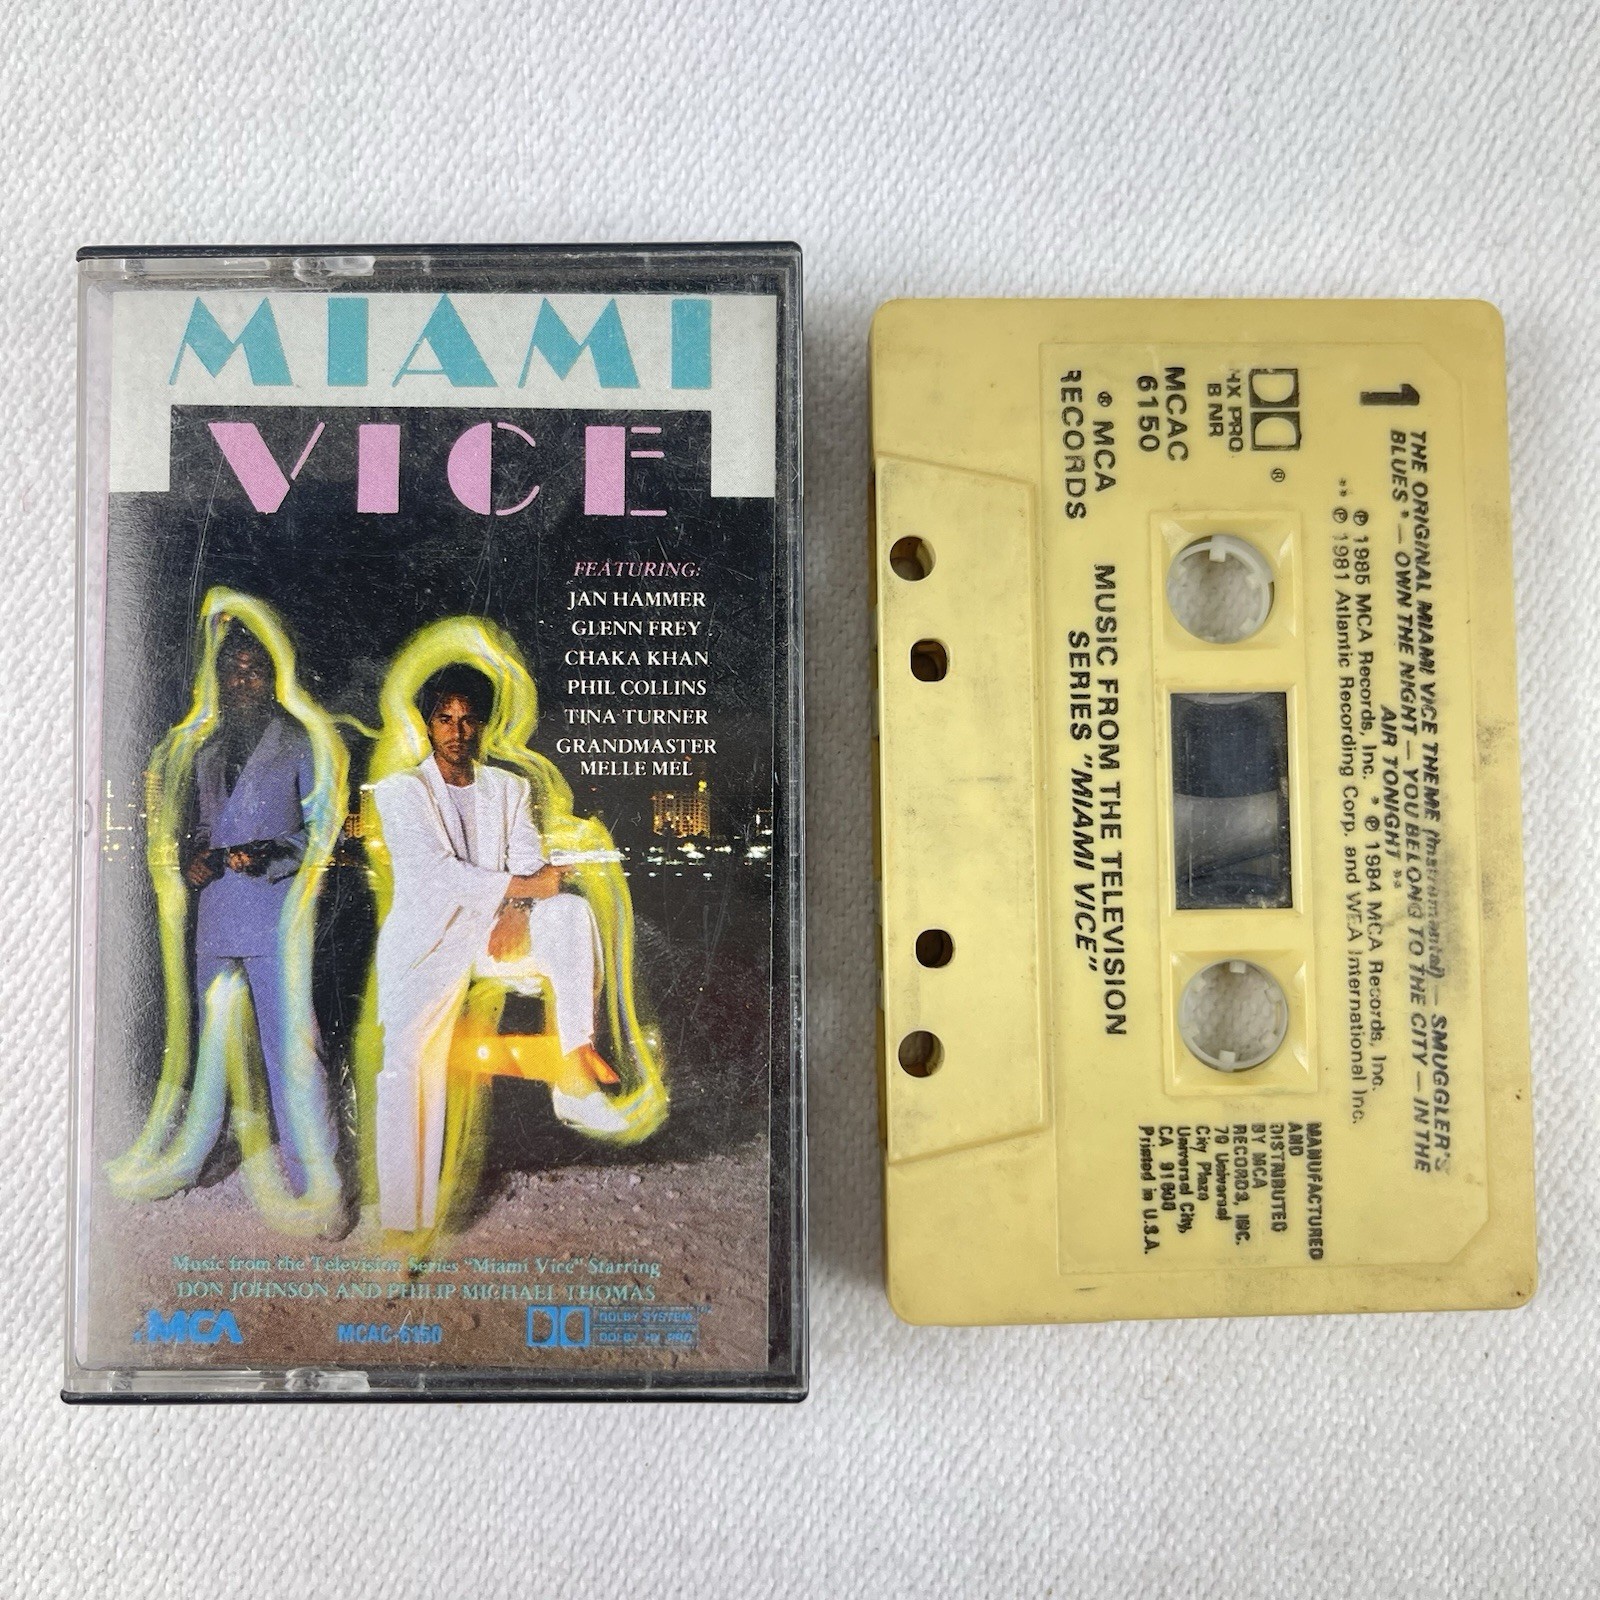 MIAMI
VICE
FEATURING:
JAN HAMMER
GLENN FREY
CHAKA KHAN
PHIL COLLINS
TINA TURNER
GRANDMASTER
MELLE MEL
Music from the Television Series "Miami Vice" Starring
DON JOHNSON AND PHILIP MICHAEL THOMAS
MCA
MCAC-6150
DOLBY SYSTEM
DOLBY HX PRO
1
THE ORIGINAL MIAMI VICE THEME (Instrumental) — SMUGGLER'S
BLUES * — OWN THE NIGHT — YOU BELONG TO THE CITY — IN THE
AIR TONIGHT **
℗ 1985 MCA Records, Inc. * ℗ 1984 MCA Records, Inc.
** ℗ 1981 Atlantic Recording Corp. and WEA International Inc.
®
HX PRO
B NR
MCAC
6150
® MCA
RECORDS
MUSIC FROM THE TELEVISION
SERIES "MIAMI VICE"
MANUFACTURED
AND
DISTRIBUTED
BY MCA
RECORDS, INC.
70 Universal
City Plaza
Universal City,
CA 91608
Printed in U.S.A.